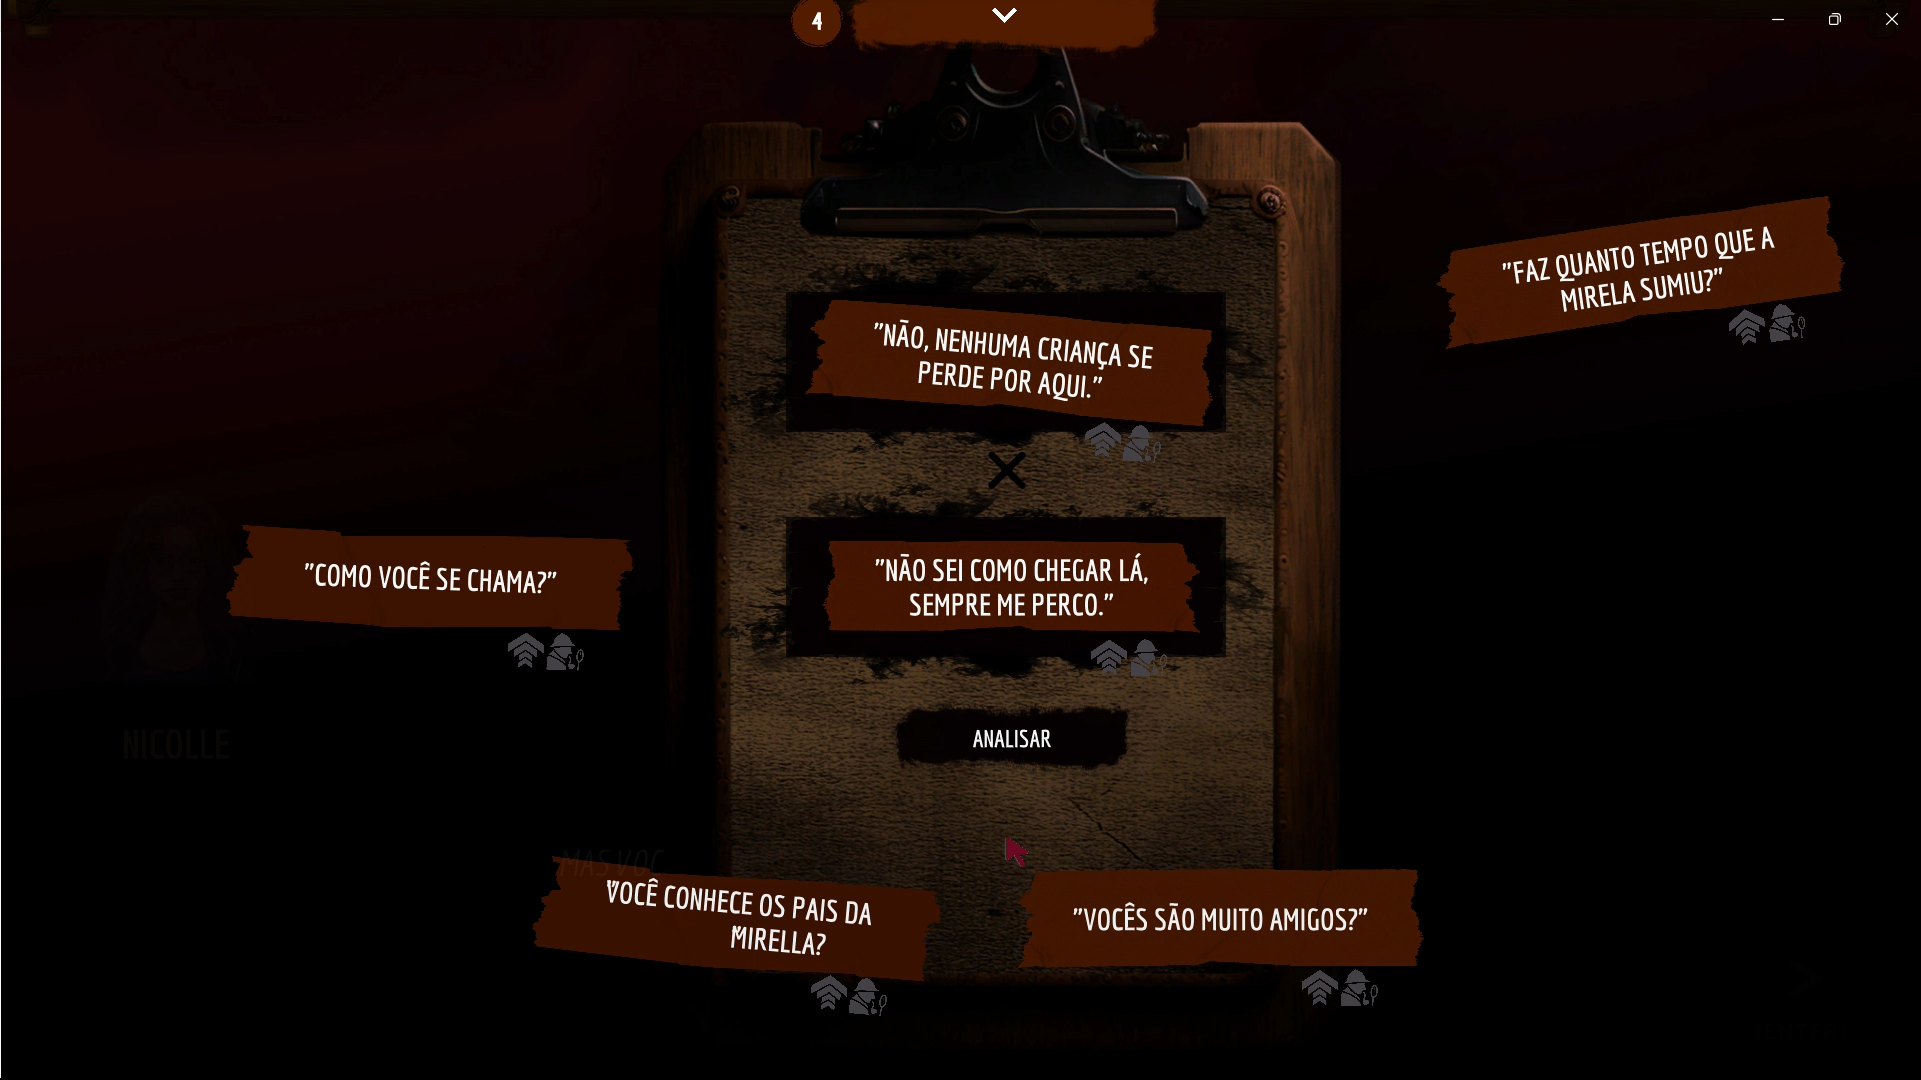 4
"FAZ QUANTO TEMPO QUE A
MIRELA SUMIU?"
"NÃO, NENHUMA CRIANÇA SE
PERDE POR AQUI."
"COMO VOCÊ SE CHAMA?"
"NÃO SEI COMO CHEGAR LÁ,
SEMPRE ME PERCO."
ANALISAR
NICOLLE
MAS VOC
"VOCÊ CONHECE OS PAIS DA
"MIRELLA?
"VOCÊS SÃO MUITO AMIGOS?"